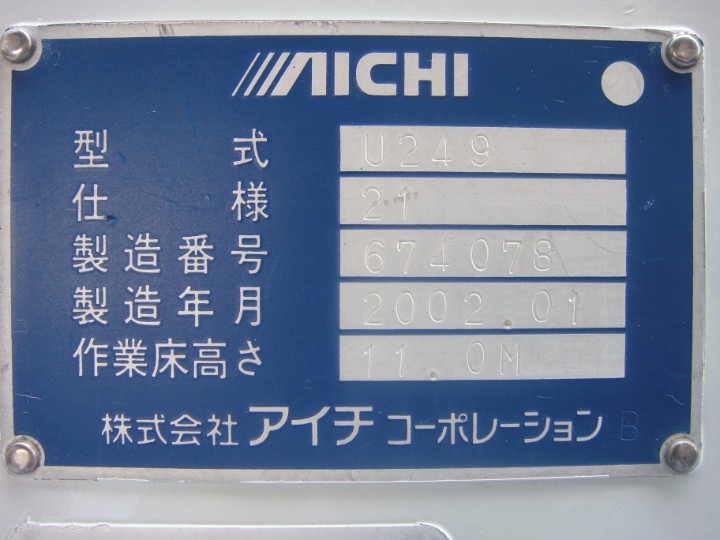 AICHI
型式 U249
仕様 21
製造番号 674078
製造年月 2002.01
作業床高さ 11.0M
株式会社 アイチ コーポレーション B